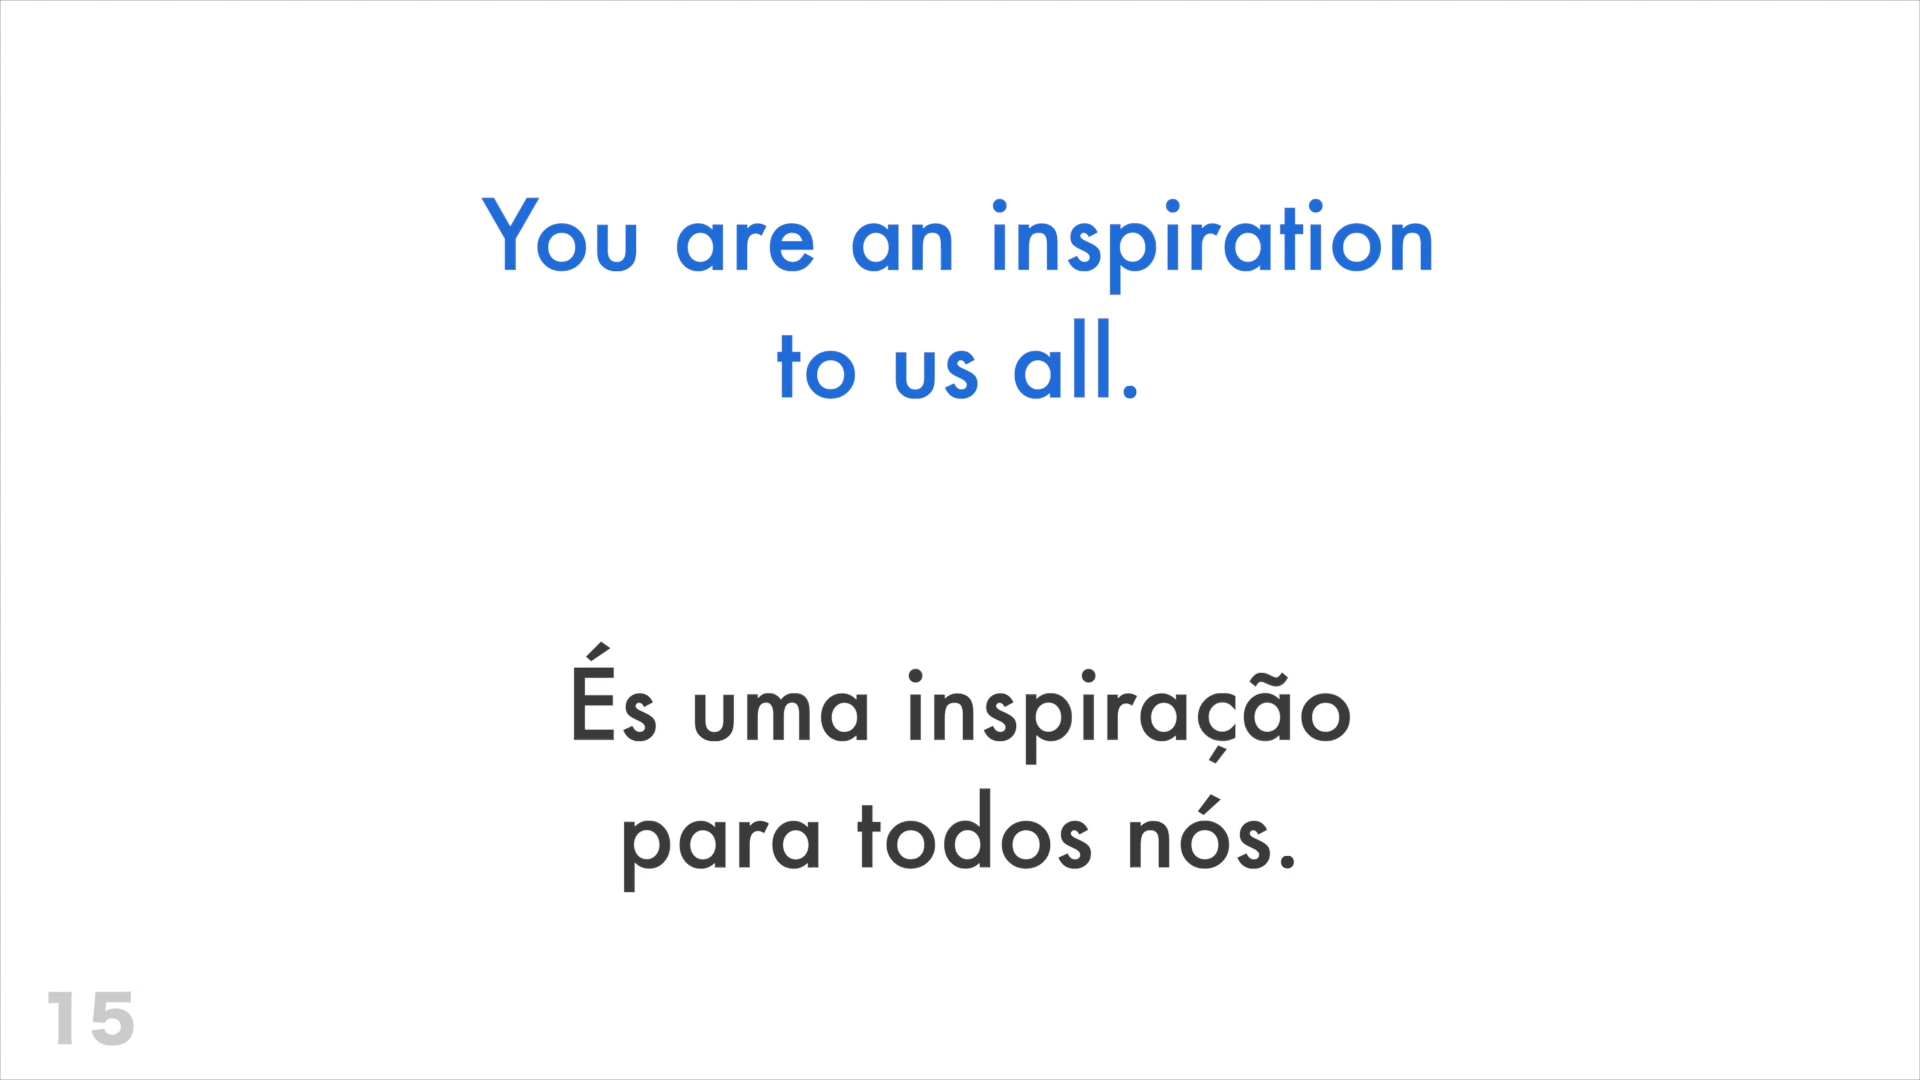 You are an inspiration
to us all.
És uma inspiração
para todos nós.
15